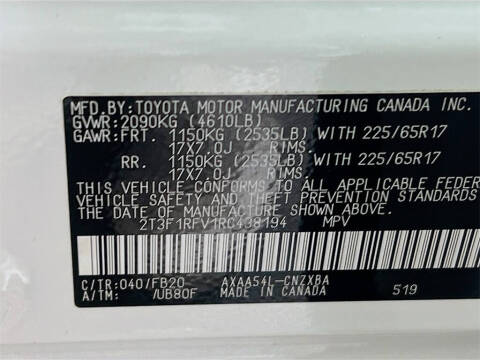 MFD.BY:TOYOTA MOTOR MANUFACTURING CANADA INC.
GVWR:2090KG (4610LB)
GAWR:FRT. 1150KG (2535LB) WITH 225/65R17
17X7.0J RIMS.
RR. 1150KG (2535LB) WITH 225/65R17
17X7.0J RIMS.
THIS VEHICLE CONFORMS TO ALL APPLICABLE FEDER
SAFETY AND THEFT PREVENTION STANDARDS
THE DATE OF MANUFACTURE SHOWN ABOVE.
2T3F1RFV1RC438194 MPV
C/TR:040/FB20 AXAA54L-CNZXBA
A/TM: /UB80F MADE IN CANADA 519